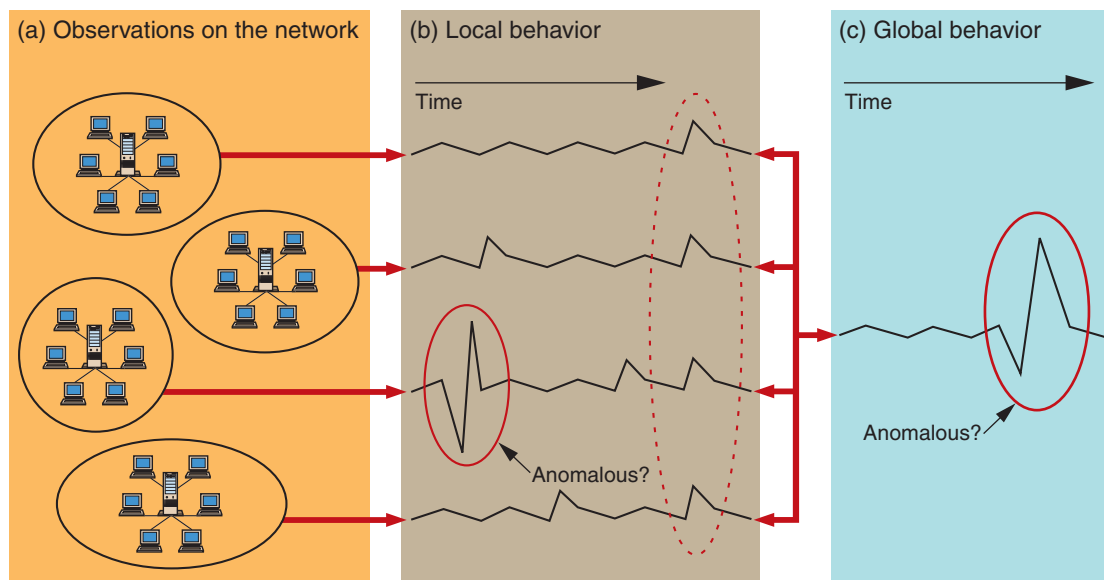 (a) Observations on the network
(b) Local behavior
(c) Global behavior
Time
Time
Anomalous?
Anomalous?